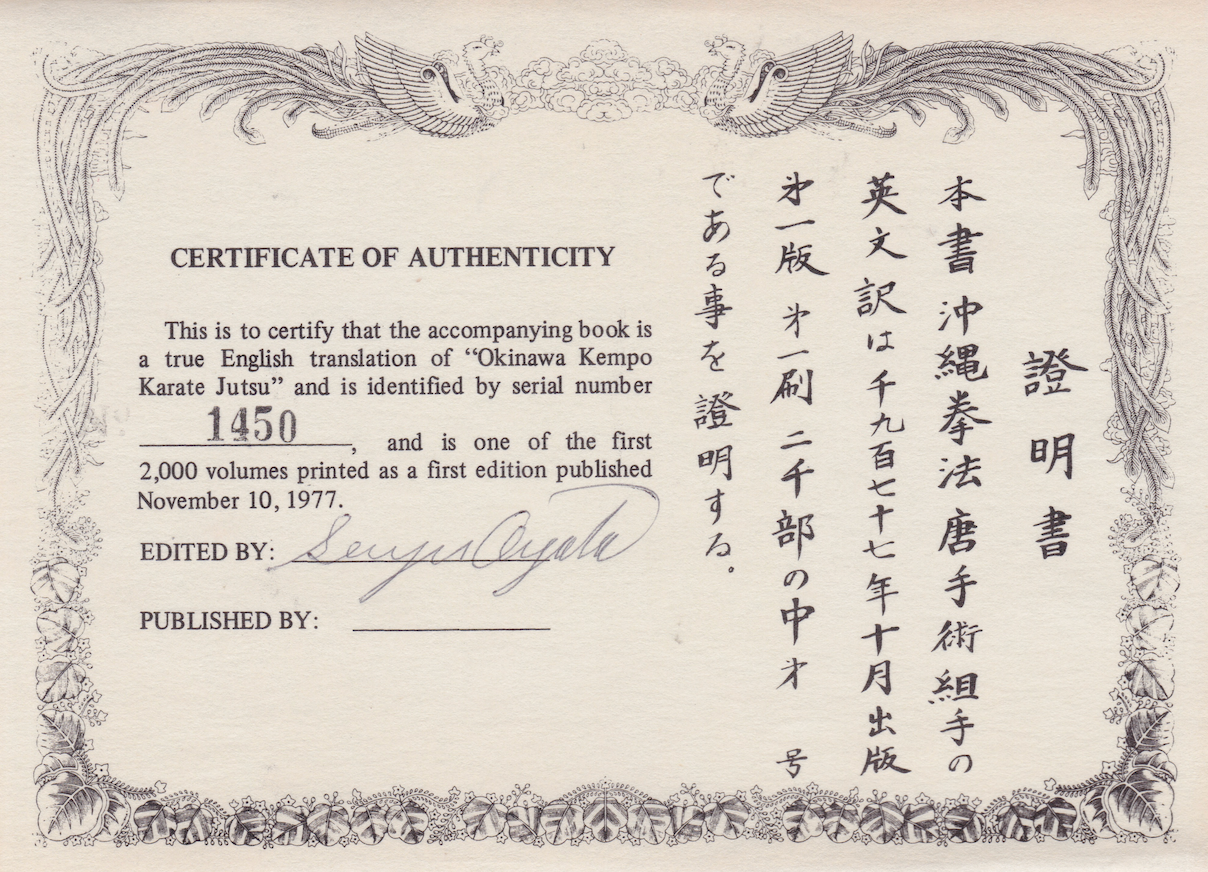 CERTIFICATE OF AUTHENTICITY
This is to certify that the accompanying book is
a true English translation of “Okinawa Kempo
Karate Jutsu” and is identified by serial number
1450, and is one of the first
2,000 volumes printed as a first edition published
November 10, 1977.
EDITED BY: Seiyu Oyata
PUBLISHED BY:
證明書
本書沖縄拳法唐手術組手の
英文訳は千九百七十七年十月出版
㐧一版 㐧一刷 二千部の中㐧 号
である事を證明する。